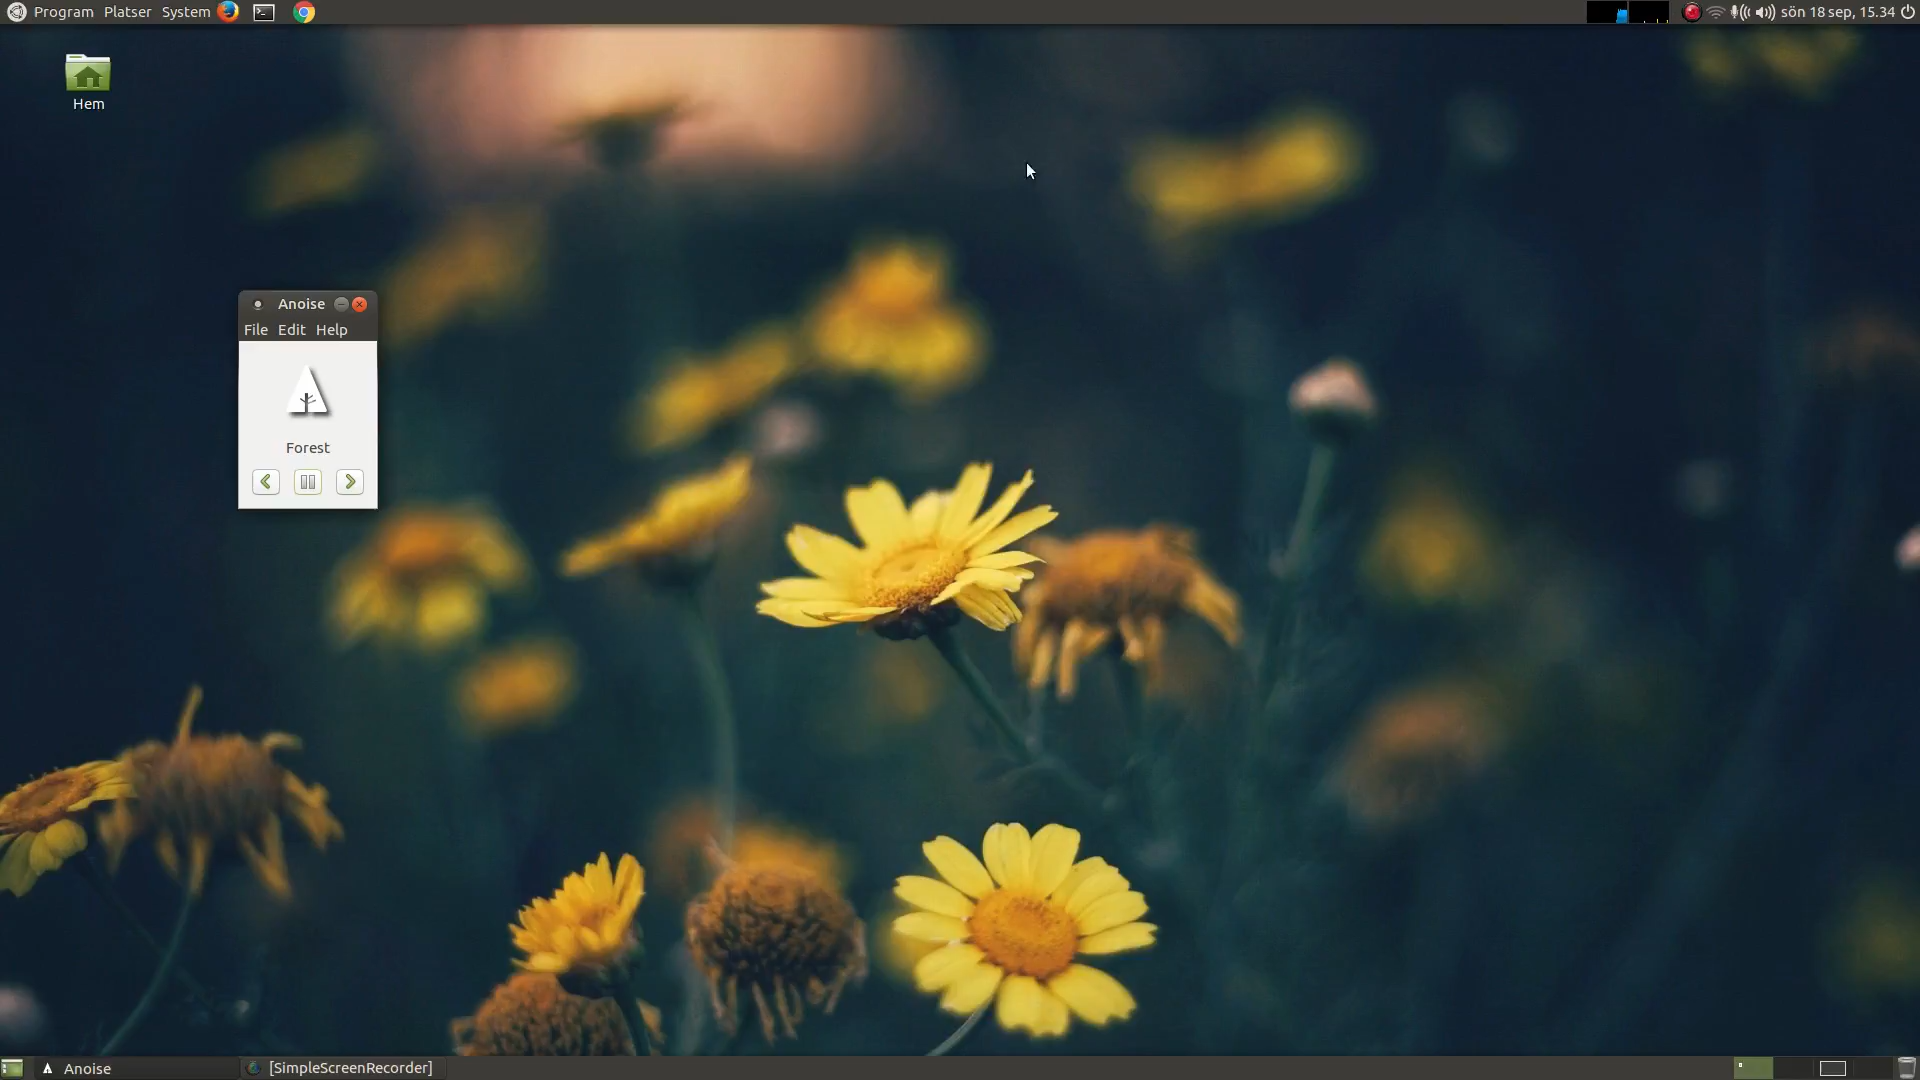 Program Platser System
sön 18 sep, 15.34
Hem
Anoise
File Edit Help
Forest
Anoise
[SimpleScreenRecorder]